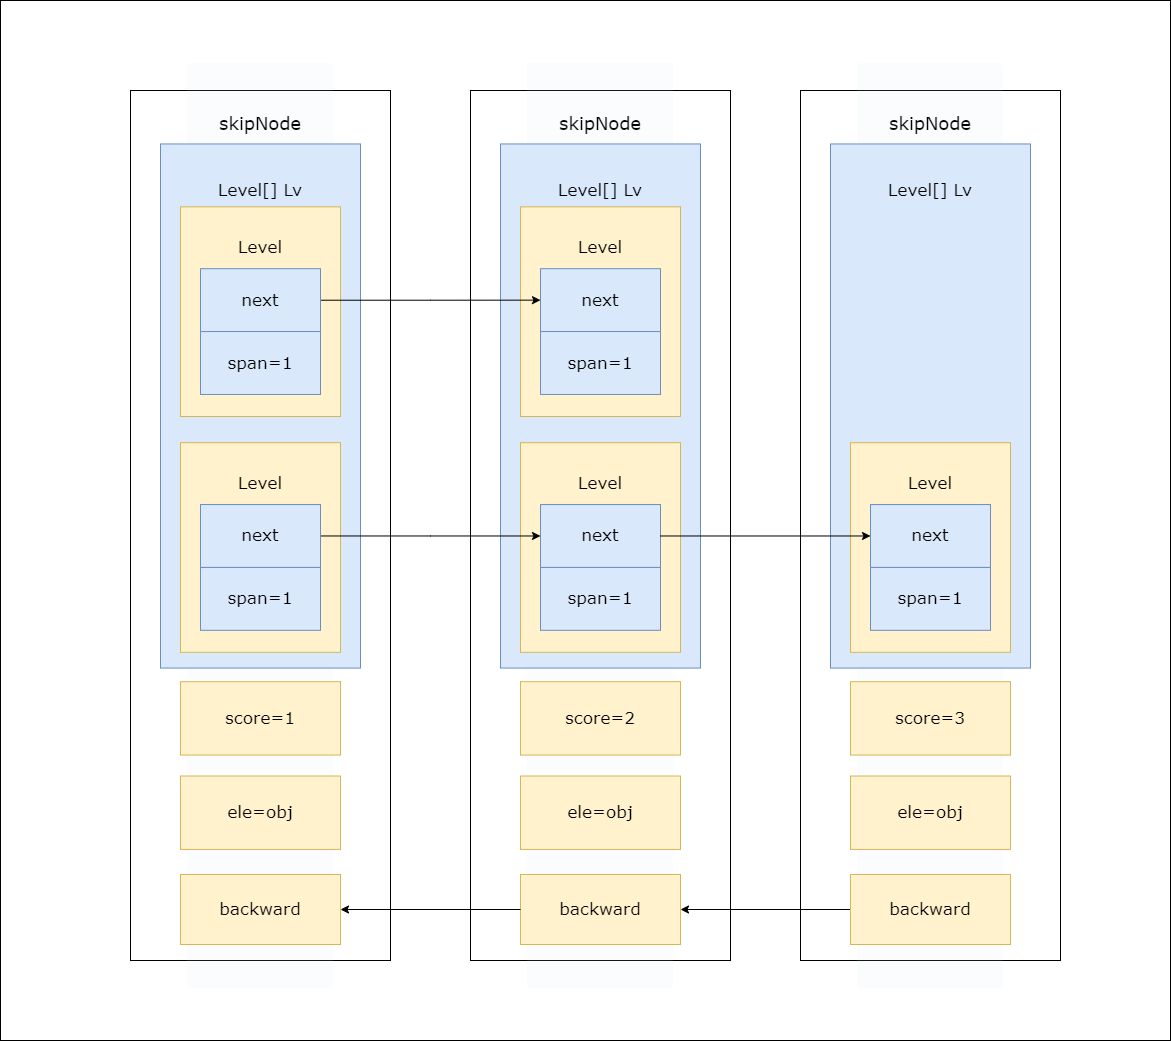 skipNode
Level[] Lv
Level
next
span=1
Level
next
span=1
score=1
ele=obj
backward
skipNode
Level[] Lv
Level
next
span=1
Level
next
span=1
score=2
ele=obj
backward
skipNode
Level[] Lv
Level
next
span=1
score=3
ele=obj
backward